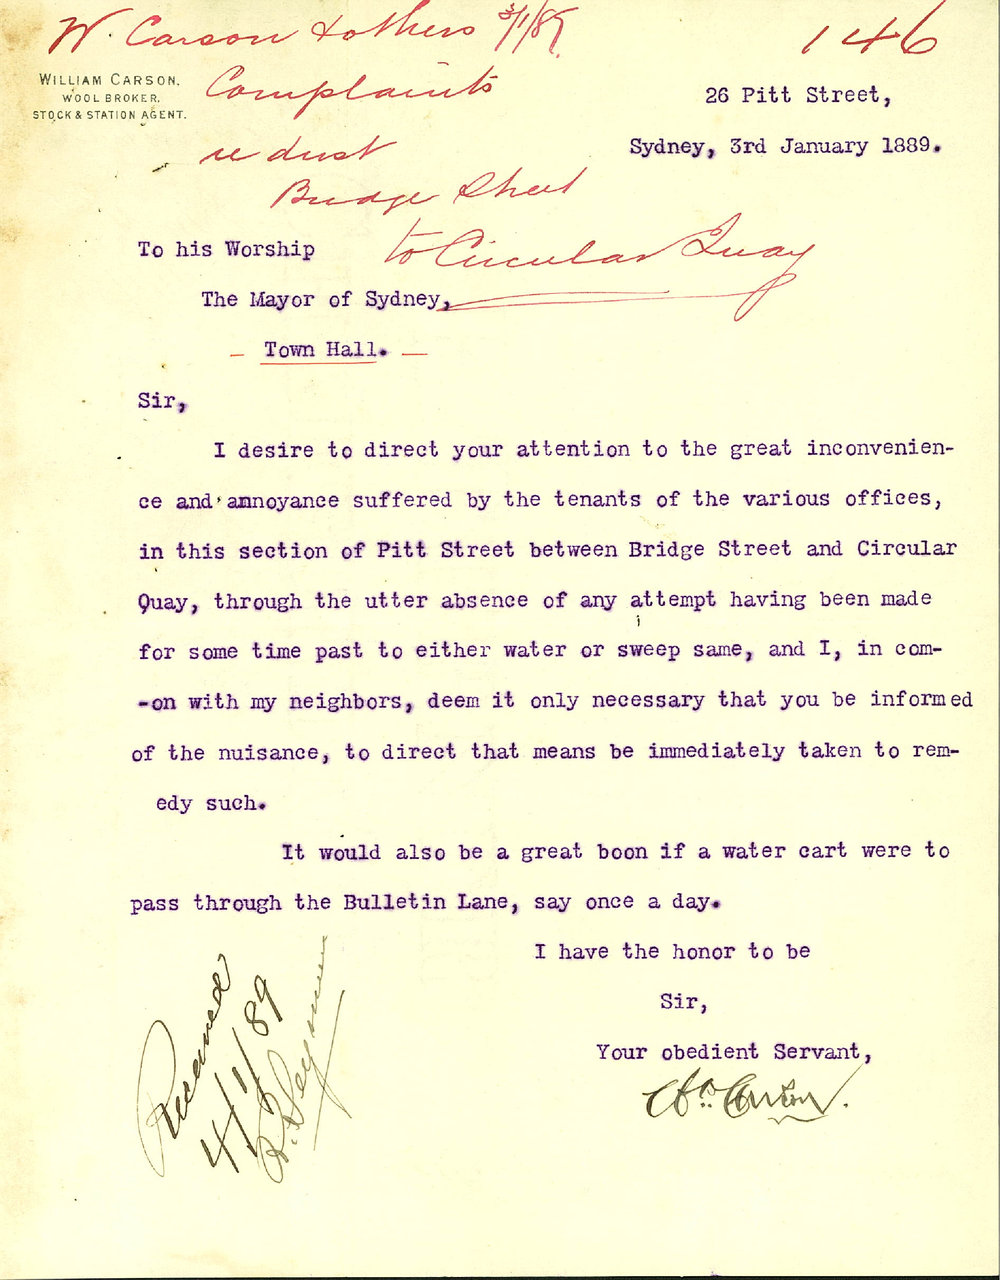 W. Carson & others 3/1/89.
146
WILLIAM CARSON.
WOOL BROKER.
STOCK & STATION AGENT.
Complaints
re dust
Bridge Street
to Circular Quay
26 Pitt Street,
Sydney, 3rd January 1889.
To his Worship
The Mayor of Sydney,
- Town Hall. -
Sir,
I desire to direct your attention to the great inconvenien-
ce and annoyance suffered by the tenants of the various offices,
in this section of Pitt Street between Bridge Street and Circular
Quay, through the utter absence of any attempt having been made
for some time past to either water or sweep same, and I, in com-
-on with my neighbors, deem it only necessary that you be informed
of the nuisance, to direct that means be immediately taken to rem-
edy such.
It would also be a great boon if a water cart were to
pass through the Bulletin Lane, say once a day.
I have the honor to be
Sir,
Your obedient Servant,
Wm. Carson.
Received
4/1/89